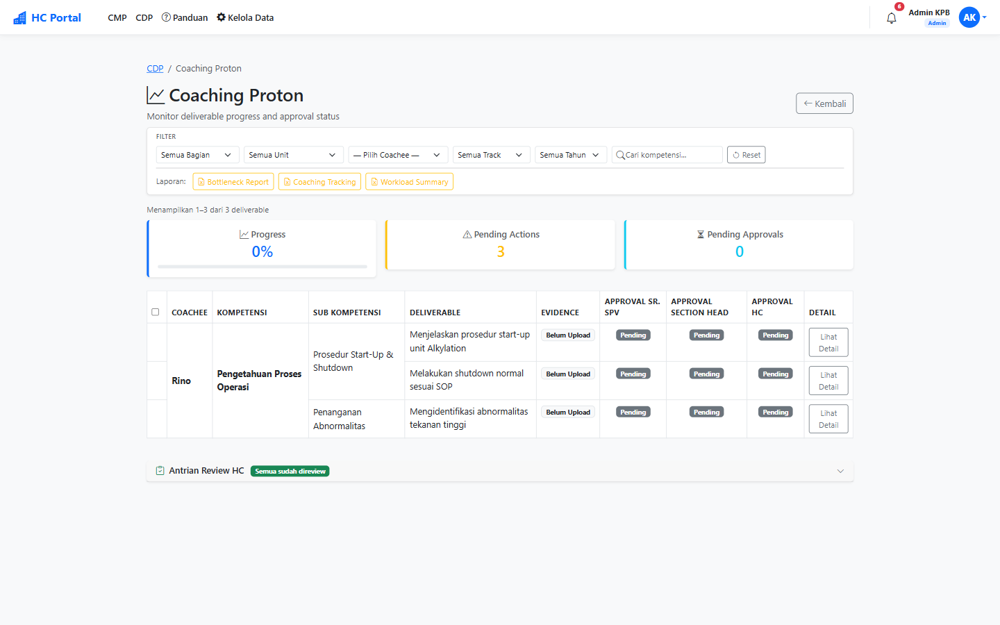 HC Portal
CMP
CDP
Panduan
Kelola Data
6
Admin KPB
Admin
AK
CDP / Coaching Proton
Coaching Proton
Kembali
Monitor deliverable progress and approval status
FILTER
Semua Bagian
Semua Unit
— Pilih Coachee —
Semua Track
Semua Tahun
Cari kompetensi...
Reset
Laporan:
Bottleneck Report
Coaching Tracking
Workload Summary
Menampilkan 1–3 dari 3 deliverable
Progress
0%
Pending Actions
3
Pending Approvals
0
COACHEE
KOMPETENSI
SUB KOMPETENSI
DELIVERABLE
EVIDENCE
APPROVAL SR.
SPV
APPROVAL
SECTION HEAD
APPROVAL
HC
DETAIL
Rino
Pengetahuan Proses
Operasi
Prosedur Start-Up &
Shutdown
Menjelaskan prosedur start-up
unit Alkylation
Belum Upload
Pending
Pending
Pending
Lihat
Detail
Melakukan shutdown normal
sesuai SOP
Belum Upload
Pending
Pending
Pending
Lihat
Detail
Penanganan
Abnormalitas
Mengidentifikasi abnormalitas
tekanan tinggi
Belum Upload
Pending
Pending
Pending
Lihat
Detail
Antrian Review HC
Semua sudah direview